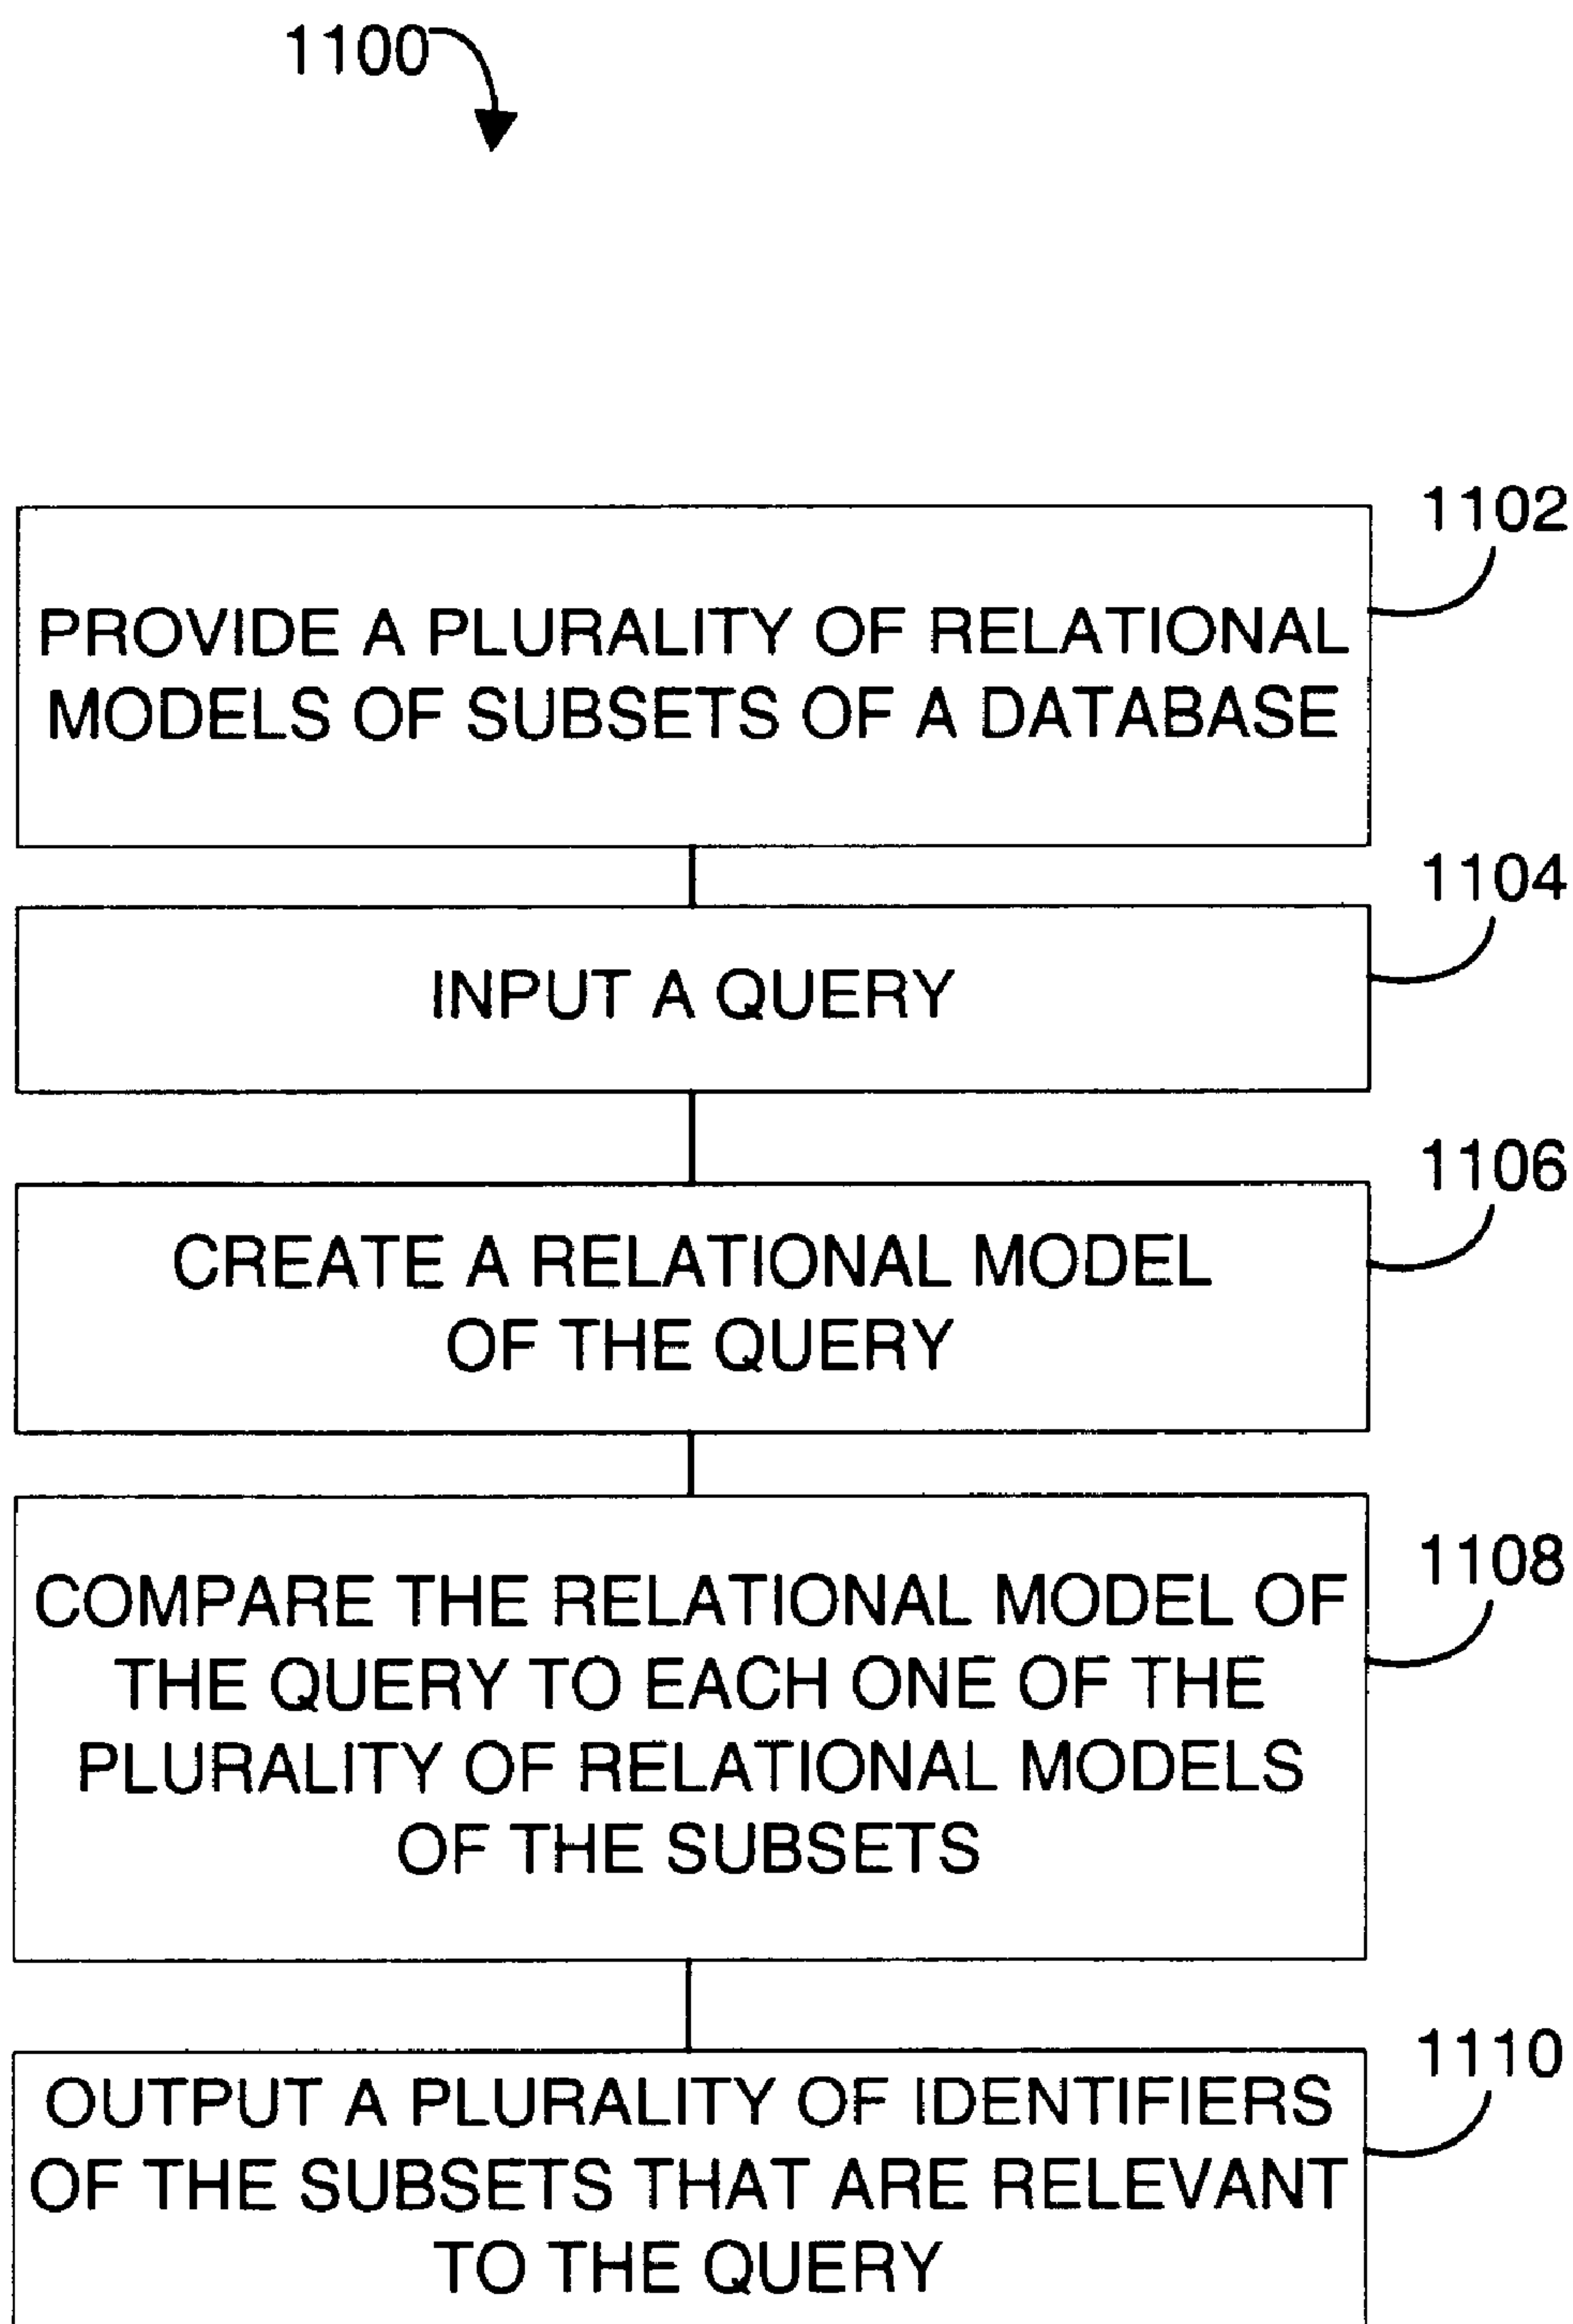 1100
1102
PROVIDE A PLURALITY OF RELATIONAL
MODELS OF SUBSETS OF A DATABASE
1104
INPUT A QUERY
1106
CREATE A RELATIONAL MODEL
OF THE QUERY
1108
COMPARE THE RELATIONAL MODEL OF
THE QUERY TO EACH ONE OF THE
PLURALITY OF RELATIONAL MODELS
OF THE SUBSETS
1110
OUTPUT A PLURALITY OF IDENTIFIERS
OF THE SUBSETS THAT ARE RELEVANT
TO THE QUERY